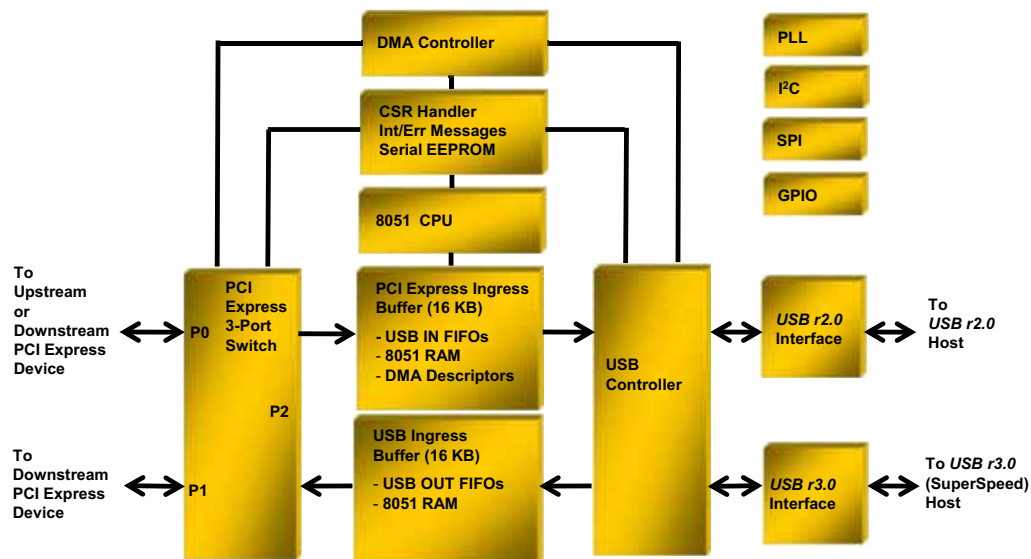 DMA Controller
CSR Handler
Int/Err Messages
Serial EEPROM
8051 CPU
PLL
I²C
SPI
GPIO
To
Upstream
or
Downstream
PCI Express
Device
P0
PCI
Express
3-Port
Switch
P2
P1
To
Downstream
PCI Express
Device
PCI Express Ingress
Buffer (16 KB)
- USB IN FIFOs
- 8051 RAM
- DMA Descriptors
USB Ingress
Buffer (16 KB)
- USB OUT FIFOs
- 8051 RAM
USB
Controller
USB r2.0
Interface
To
USB r2.0
Host
USB r3.0
Interface
To USB r3.0
(SuperSpeed)
Host